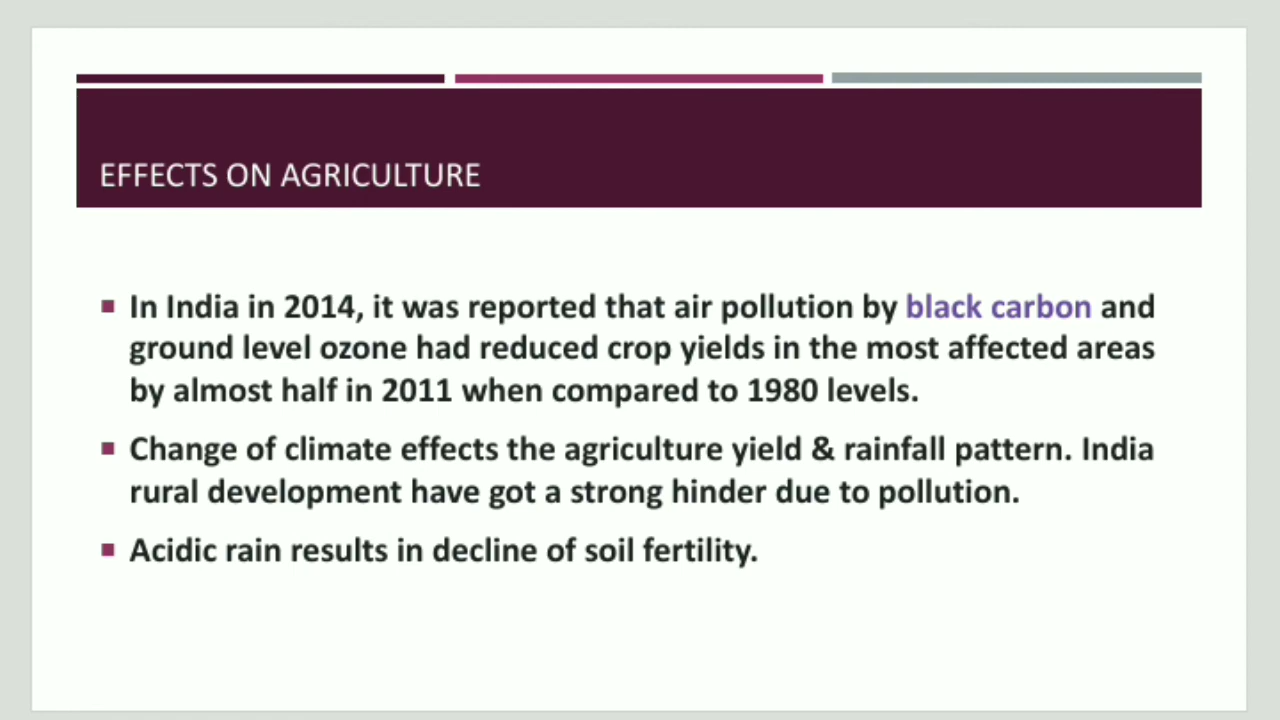 EFFECTS ON AGRICULTURE
In India in 2014, it was reported that air pollution by black carbon and
ground level ozone had reduced crop yields in the most affected areas
by almost half in 2011 when compared to 1980 levels.
Change of climate effects the agriculture yield & rainfall pattern. India
rural development have got a strong hinder due to pollution.
Acidic rain results in decline of soil fertility.